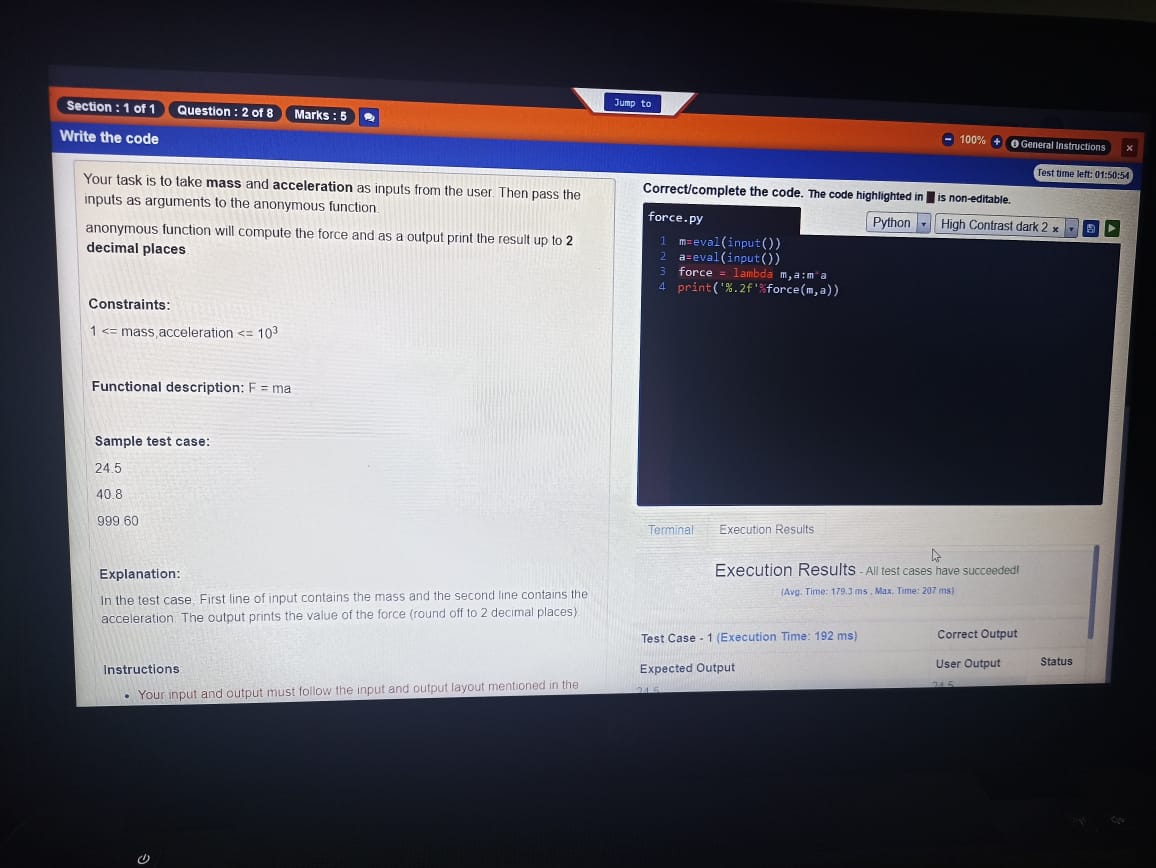 Jump to
Section : 1 of 1 Question : 2 of 8 Marks : 5
100% General Instructions
Write the code
Test time left: 01:50:54
Your task is to take mass and acceleration as inputs from the user. Then pass the
inputs as arguments to the anonymous function.
anonymous function will compute the force and as a output print the result up to 2
decimal places
Constraints:
1 <= mass,acceleration <= 10³
Functional description: F = ma
Sample test case:
24.5
40.8
999.60
Explanation:
In the test case, First line of input contains the mass and the second line contains the
acceleration. The output prints the value of the force (round off to 2 decimal places)
Instructions
• Your input and output must follow the input and output layout mentioned in the
Correct/complete the code. The code highlighted in is non-editable.
force.py
Python High Contrast dark 2 x
1 m=eval(input())
2 a=eval(input())
3 force = lambda m,a:m*a
4 print('%.2f'%force(m,a))
Terminal Execution Results
Execution Results - All test cases have succeeded!
(Avg. Time: 179.3 ms , Max. Time: 207 ms)
Test Case - 1 (Execution Time: 192 ms) Correct Output
Expected Output User Output Status
24.5 24.5